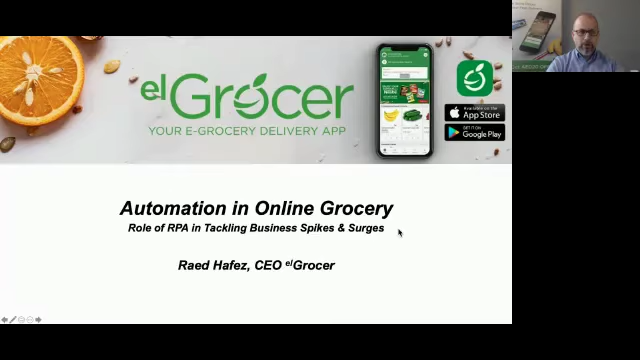 elGrocer
YOUR E-GROCERY DELIVERY APP
Available on the
App Store
GET IT ON
Google Play
Automation in Online Grocery
Role of RPA in Tackling Business Spikes & Surges
Raed Hafez, CEO elGrocer